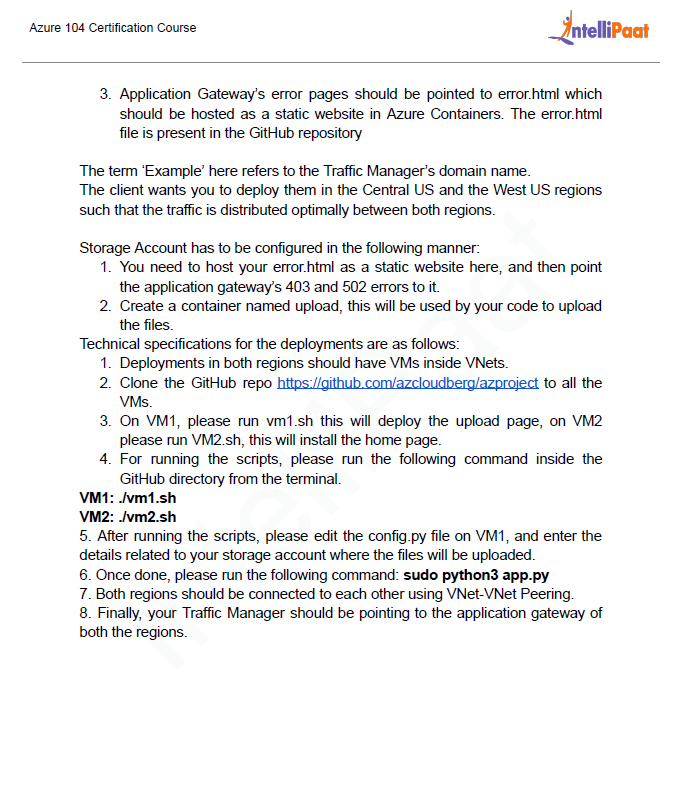 Azure 104 Certification Course
IntelliPaat
3. Application Gateway's error pages should be pointed to error.html which
should be hosted as a static website in Azure Containers. The error.html
file is present in the GitHub repository
The term 'Example' here refers to the Traffic Manager's domain name.
The client wants you to deploy them in the Central US and the West US regions
such that the traffic is distributed optimally between both regions.
Storage Account has to be configured in the following manner:
1. You need to host your error.html as a static website here, and then point
the application gateway's 403 and 502 errors to it.
2. Create a container named upload, this will be used by your code to upload
the files.
Technical specifications for the deployments are as follows:
1. Deployments in both regions should have VMs inside VNets.
2. Clone the GitHub repo https://github.com/azcloudberg/azproject to all the
VMs.
3. On VM1, please run vm1.sh this will deploy the upload page, on VM2
please run VM2.sh, this will install the home page.
4. For running the scripts, please run the following command inside the
GitHub directory from the terminal.
VM1: ./vm1.sh
VM2: ./vm2.sh
5. After running the scripts, please edit the config.py file on VM1, and enter the
details related to your storage account where the files will be uploaded.
6. Once done, please run the following command: sudo python3 app.py
7. Both regions should be connected to each other using VNet-VNet Peering.
8. Finally, your Traffic Manager should be pointing to the application gateway of
both the regions.